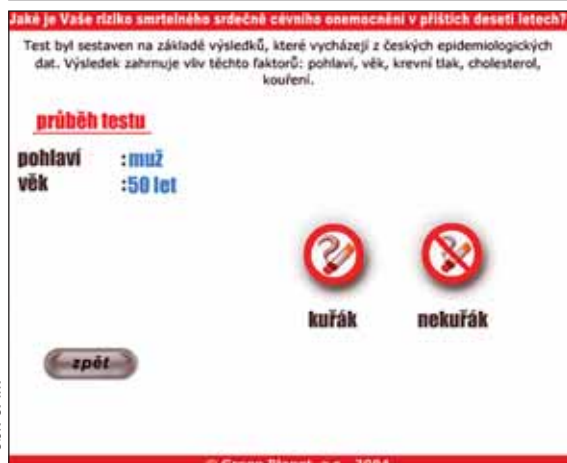 Jaké je Vaše riziko smrtelného srdečně cévního onemocnění v příštích deseti letech?
Test byl sestaven na základě výsledků, které vycházejí z českých epidemiologických
dat. Výsledek zahrnuje vliv těchto faktorů: pohlaví, věk, krevní tlak, cholesterol,
kouření.
průběh testu
pohlaví :muž
věk :50 let
kuřák nekuřák
zpět